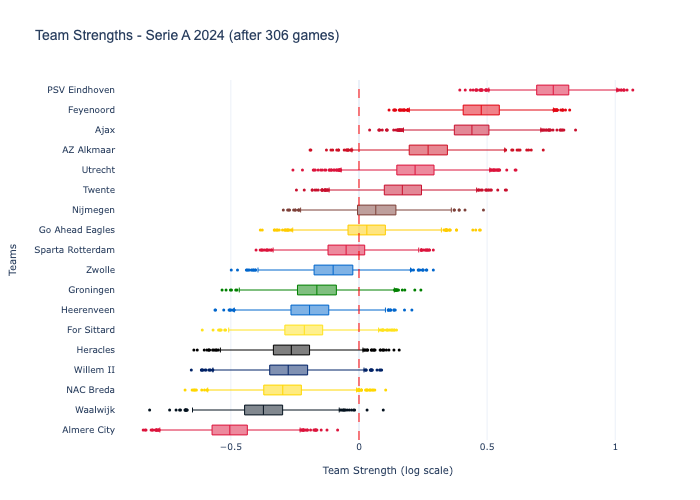 Team Strengths - Serie A 2024 (after 306 games)
PSV Eindhoven
Feyenoord
Ajax
AZ Alkmaar
Utrecht
Twente
Nijmegen
Go Ahead Eagles
Sparta Rotterdam
Zwolle
Groningen
Heerenveen
For Sittard
Heracles
Willem II
NAC Breda
Waalwijk
Almere City
Teams
−0.5 0 0.5 1
Team Strength (log scale)